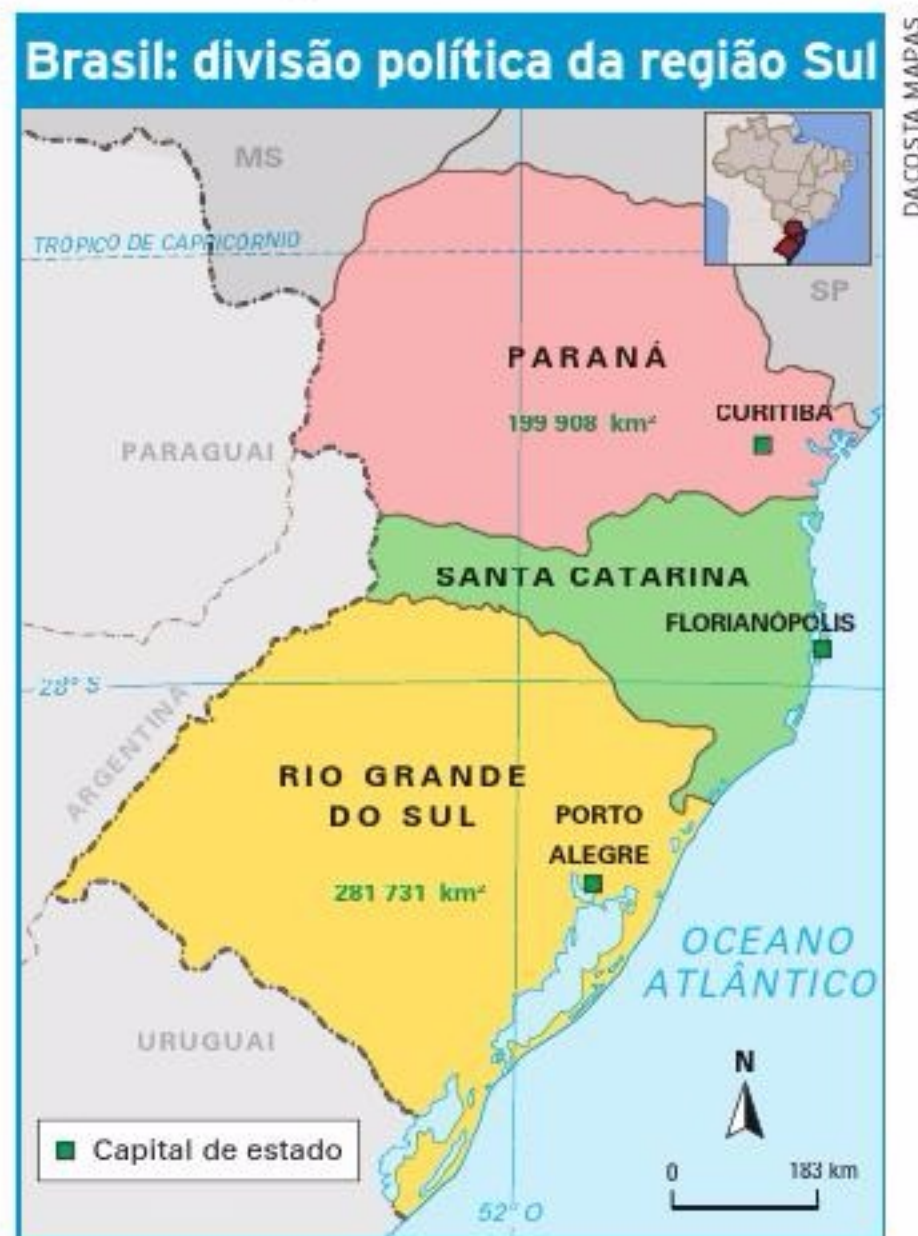 Brasil: divisão política da região Sul
DACOSTA MAPAS
MS
TRÓPICO DE CAPRICÓRNIO
SP
PARANÁ
199 908 km²
CURITIBA
PARAGUAI
SANTA CATARINA
FLORIANÓPOLIS
28° S
ARGENTINA
RIO GRANDE
DO SUL
PORTO
ALEGRE
281 731 km²
OCEANO
ATLÂNTICO
URUGUAI
N
Capital de estado
0 183 km
52° O